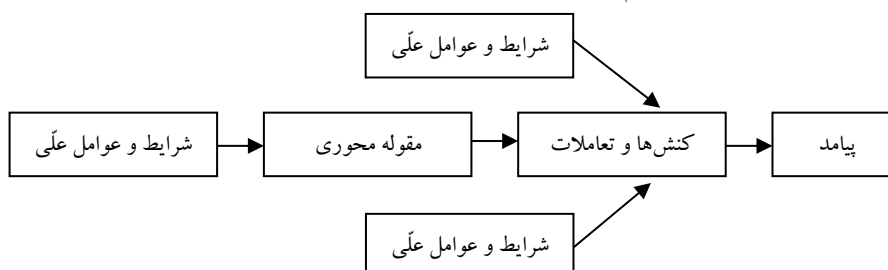 شرایط و عوامل علّی
شرایط و عوامل علّی
مقوله محوری
کنش‌ها و تعاملات
پیامد
شرایط و عوامل علّی